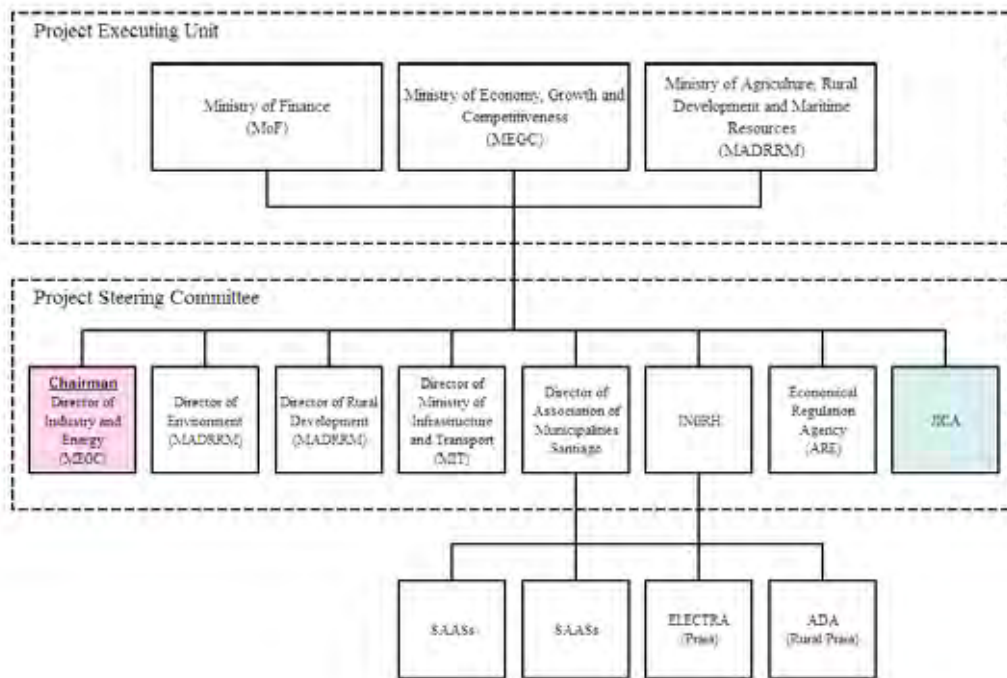 Project Executing Unit
Ministry of Finance
(MoF)
Ministry of Economy, Growth and
Competitiveness
(MEGC)
Ministry of Agriculture, Rural
Development and Maritime
Resources
(MADRRM)
Project Steering Committee
Chairman
Director of
Industry and
Energy
(MEGC)
Director of
Environment
(MADRRM)
Director of Rural
Development
(MADRRM)
Director of
Ministry of
Infrastructure
and Transport
(MIT)
Director of
Association of
Municipalities
Santiago
INGRH
Economical
Regulation
Agency
(ARE)
JICA
SAASs
SAASs
ELECTRA
(Praia)
ADA
(Rural Praia)